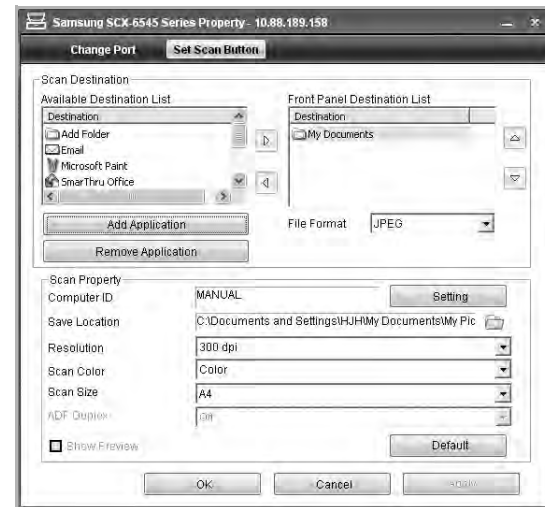 Samsung SCX-6545 Series Property - 10.88.189.158
Change Port Set Scan Button
Scan Destination
Available Destination List Front Panel Destination List
Destination Destination
Add Folder My Documents
Email
Microsoft Paint
SmarThru Office
Add Application File Format JPEG
Remove Application
Scan Property
Computer ID MANUAL Setting
Save Location C:\Documents and Settings\HJH\My Documents\My Pic
Resolution 300 dpi
Scan Color Color
Scan Size A4
ADF Duplex Off
Show Preview Default
OK Cancel Apply